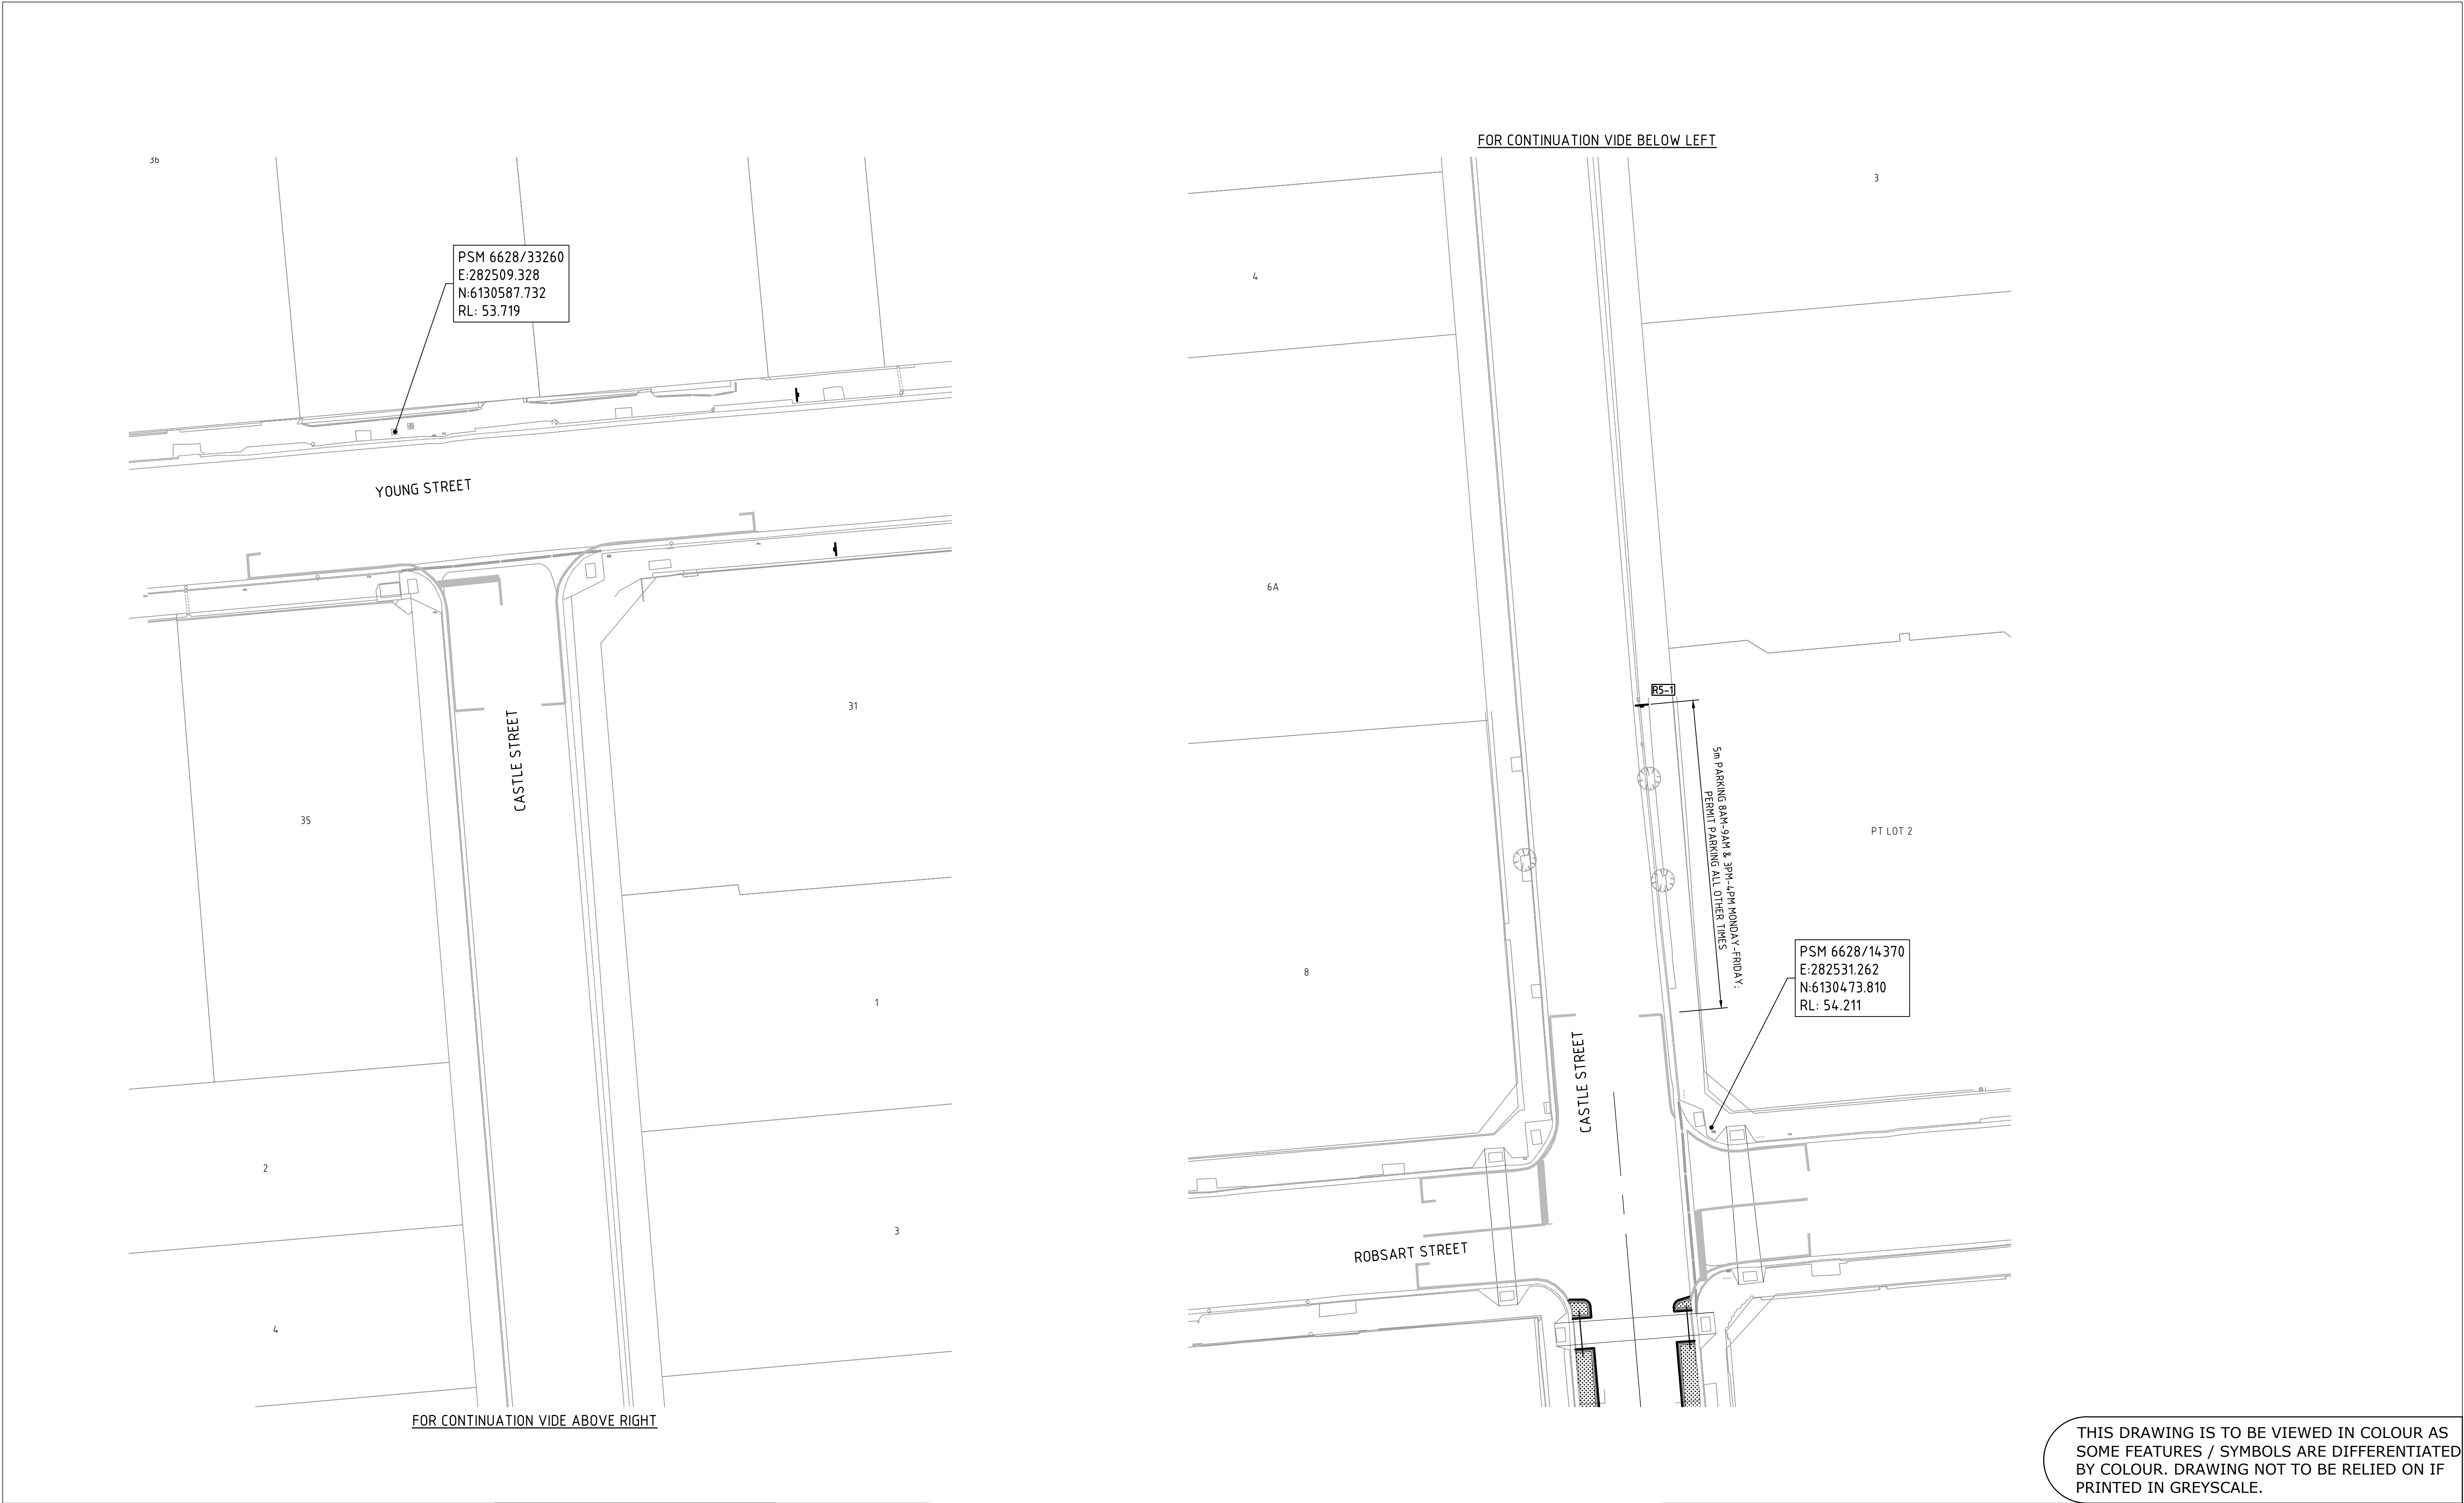 36
PSM 6628/33260
E:282509.328
N:6130587.732
RL: 53.719
YOUNG STREET
CASTLE STREET
31
35
1
2
3
4
FOR CONTINUATION VIDE ABOVE RIGHT
FOR CONTINUATION VIDE BELOW LEFT
3
4
6A
R5-1
5m PARKING 8AM-9AM & 3PM-4PM MONDAY-FRIDAY;
PERMIT PARKING ALL OTHER TIMES
PT LOT 2
PSM 6628/14370
E:282531.262
N:6130473.810
RL: 54.211
8
CASTLE STREET
ROBSART STREET
THIS DRAWING IS TO BE VIEWED IN COLOUR AS
SOME FEATURES / SYMBOLS ARE DIFFERENTIATED
BY COLOUR. DRAWING NOT TO BE RELIED ON IF
PRINTED IN GREYSCALE.